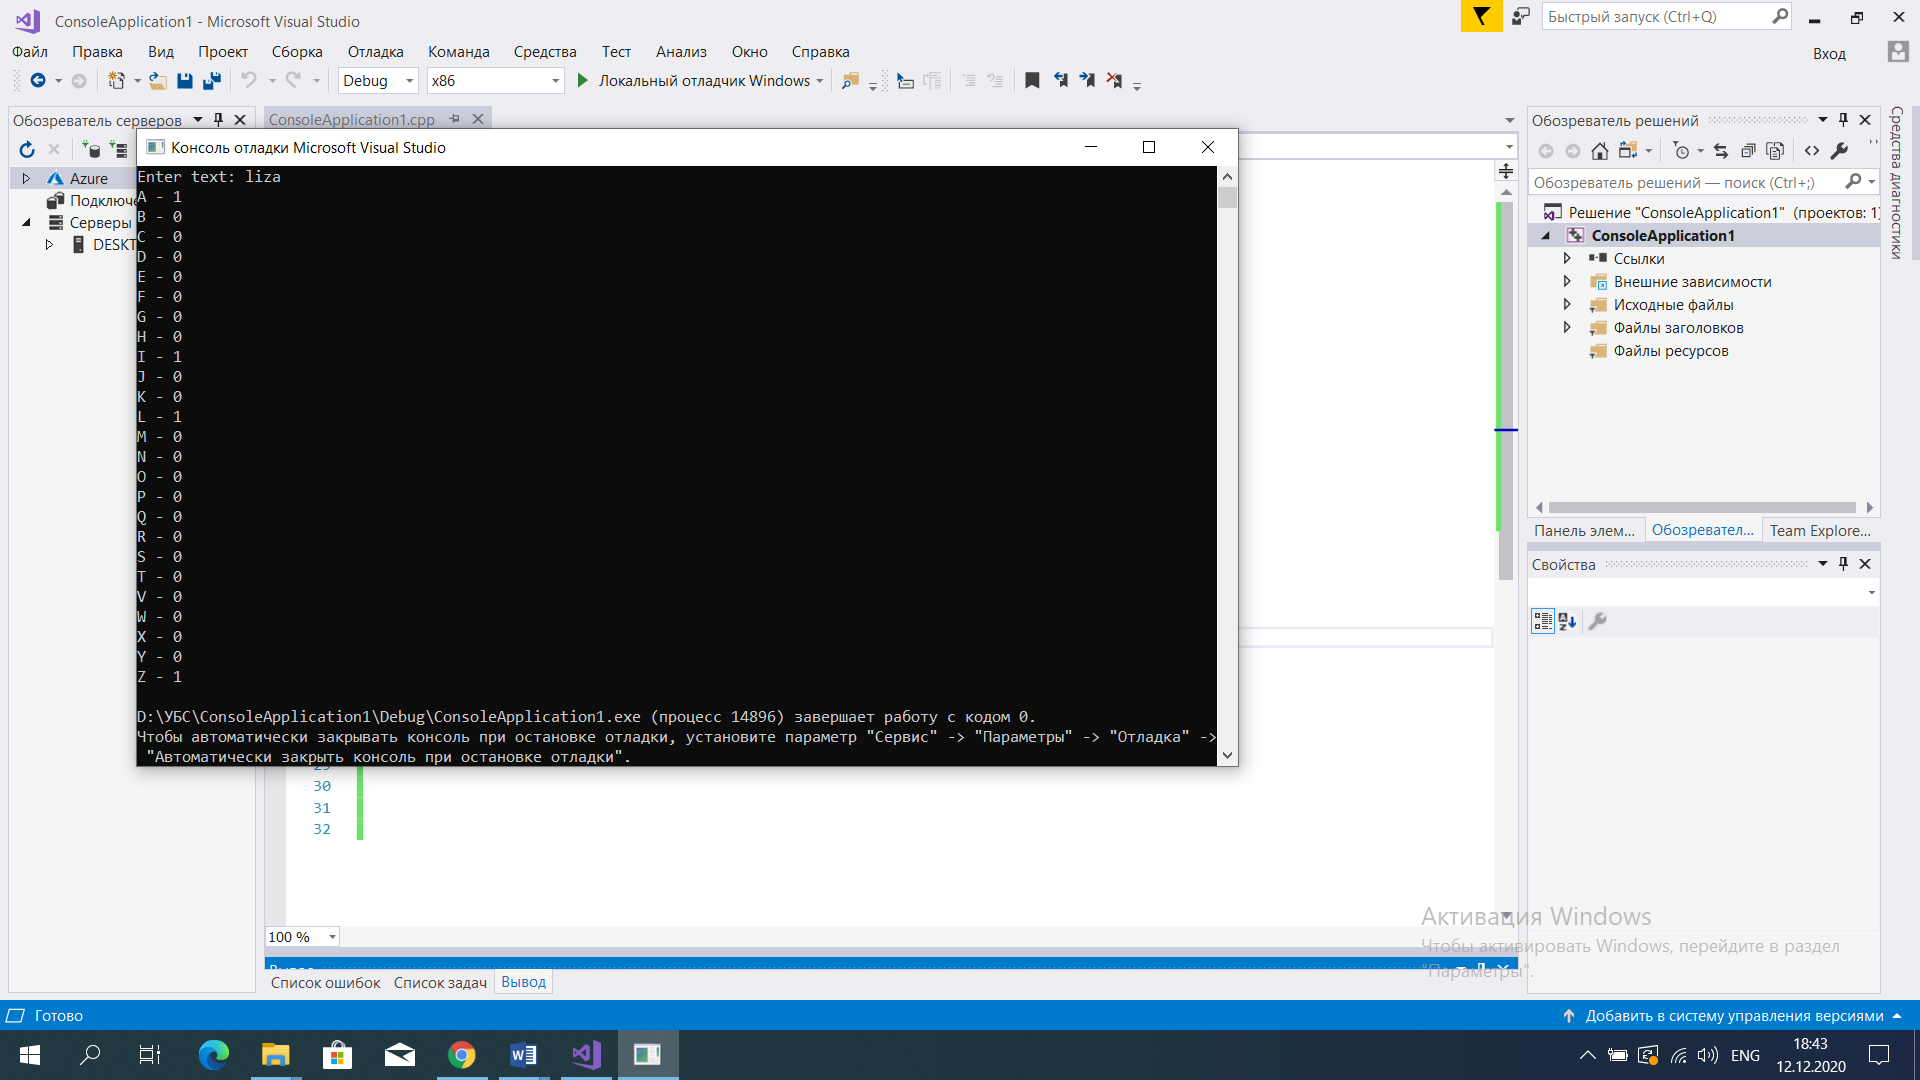 ConsoleApplication1 - Microsoft Visual Studio
Быстрый запуск (Ctrl+Q)
Файл Правка Вид Проект Сборка Отладка Команда Средства Тест Анализ Окно Справка
Вход
Debug x86 Локальный отладчик Windows
Обозреватель серверов
Azure
Подключе
Серверы
DESKT
ConsoleApplication1.cpp
Консоль отладки Microsoft Visual Studio
Enter text: liza
A - 1
B - 0
C - 0
D - 0
E - 0
F - 0
G - 0
H - 0
I - 1
J - 0
K - 0
L - 1
M - 0
N - 0
O - 0
P - 0
Q - 0
R - 0
S - 0
T - 0
V - 0
W - 0
X - 0
Y - 0
Z - 1
D:\УБС\ConsoleApplication1\Debug\ConsoleApplication1.exe (процесс 14896) завершает работу с кодом 0.
Чтобы автоматически закрывать консоль при остановке отладки, установите параметр "Сервис" -> "Параметры" -> "Отладка" ->
"Автоматически закрыть консоль при остановке отладки".
30
31
32
100 %
Список ошибок Список задач Вывод
Обозреватель решений
Обозреватель решений — поиск (Ctrl+;)
Решение "ConsoleApplication1" (проектов: 1)
ConsoleApplication1
Ссылки
Внешние зависимости
Исходные файлы
Файлы заголовков
Файлы ресурсов
Панель элем... Обозревател... Team Explore...
Свойства
Средства диагностики
Активация Windows
Чтобы активировать Windows, перейдите в раздел
"Параметры".
Готово
Добавить в систему управления версиями
ENG
18:43
12.12.2020